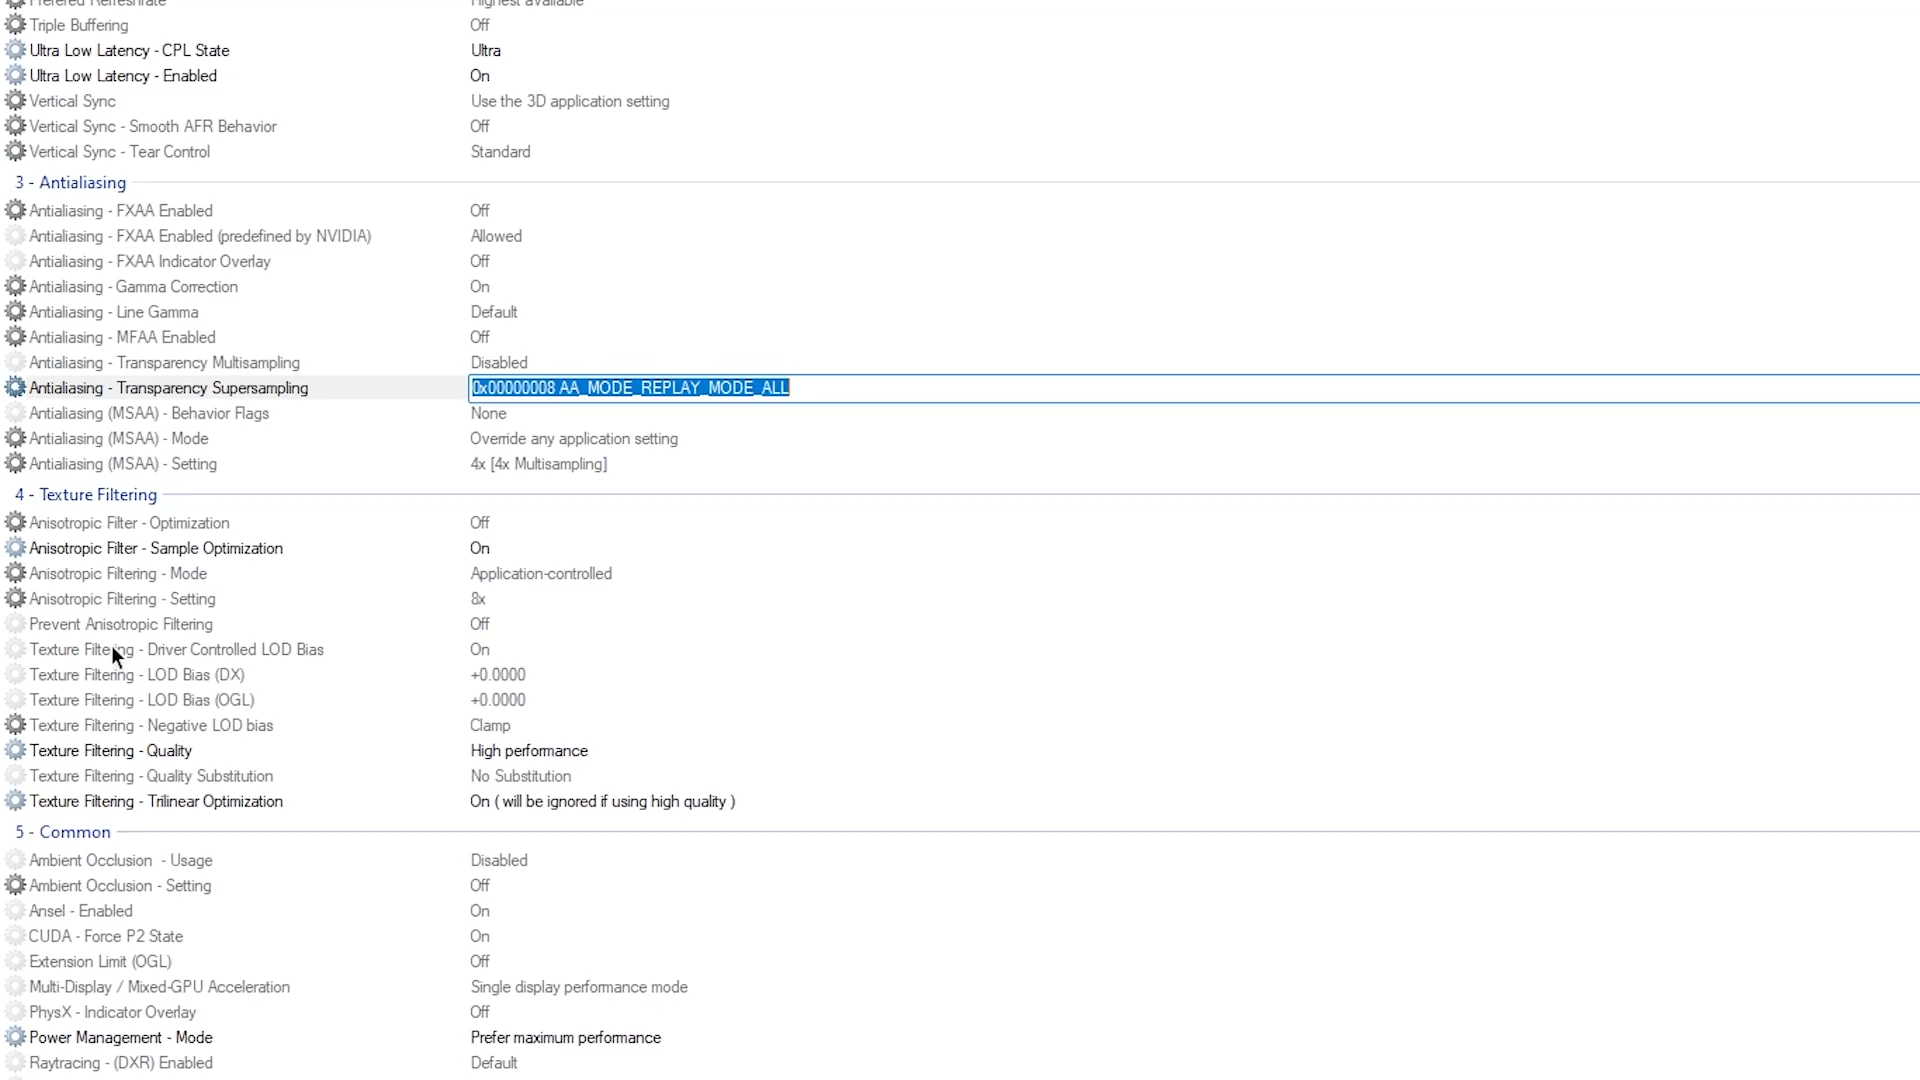 Prefered Refreshrate Highest available
Triple Buffering Off
Ultra Low Latency - CPL State Ultra
Ultra Low Latency - Enabled On
Vertical Sync Use the 3D application setting
Vertical Sync - Smooth AFR Behavior Off
Vertical Sync - Tear Control Standard
3 - Antialiasing
Antialiasing - FXAA Enabled Off
Antialiasing - FXAA Enabled (predefined by NVIDIA) Allowed
Antialiasing - FXAA Indicator Overlay Off
Antialiasing - Gamma Correction On
Antialiasing - Line Gamma Default
Antialiasing - MFAA Enabled Off
Antialiasing - Transparency Multisampling Disabled
Antialiasing - Transparency Supersampling 0x00000008 AA_MODE_REPLAY_MODE_ALL
Antialiasing (MSAA) - Behavior Flags None
Antialiasing (MSAA) - Mode Override any application setting
Antialiasing (MSAA) - Setting 4x [4x Multisampling]
4 - Texture Filtering
Anisotropic Filter - Optimization Off
Anisotropic Filter - Sample Optimization On
Anisotropic Filtering - Mode Application-controlled
Anisotropic Filtering - Setting 8x
Prevent Anisotropic Filtering Off
Texture Filtering - Driver Controlled LOD Bias On
Texture Filtering - LOD Bias (DX) +0.0000
Texture Filtering - LOD Bias (OGL) +0.0000
Texture Filtering - Negative LOD bias Clamp
Texture Filtering - Quality High performance
Texture Filtering - Quality Substitution No Substitution
Texture Filtering - Trilinear Optimization On ( will be ignored if using high quality )
5 - Common
Ambient Occlusion - Usage Disabled
Ambient Occlusion - Setting Off
Ansel - Enabled On
CUDA - Force P2 State On
Extension Limit (OGL) Off
Multi-Display / Mixed-GPU Acceleration Single display performance mode
PhysX - Indicator Overlay Off
Power Management - Mode Prefer maximum performance
Raytracing - (DXR) Enabled Default